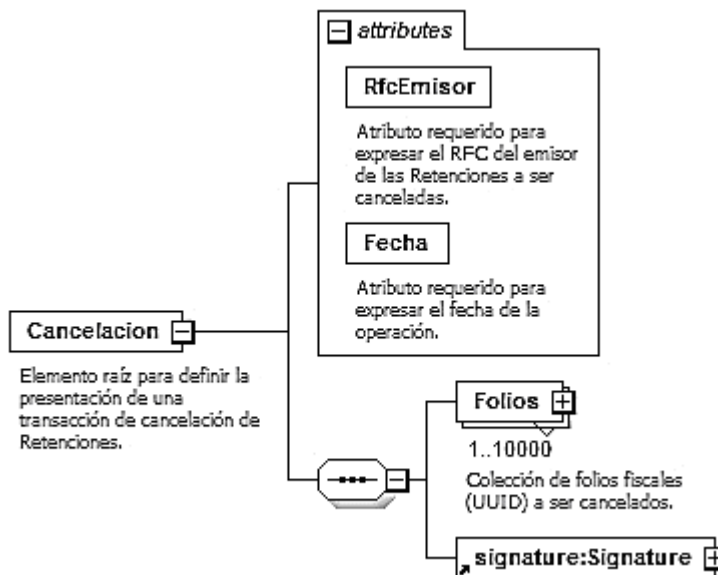 attributes
RfcEmisor
Atributo requerido para
expresar el RFC del emisor
de las Retenciones a ser
canceladas.
Fecha
Atributo requerido para
expresar el fecha de la
operación.
Cancelacion
Elemento raíz para definir la
presentación de una
transacción de cancelación de
Retenciones.
Folios
1..10000
Colección de folios fiscales
(UUID) a ser cancelados.
signature:Signature